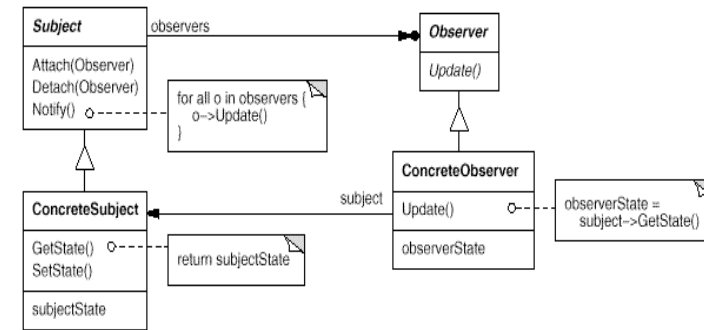 Subject
observers
Observer
Attach(Observer)
Detach(Observer)
Notify()
for all o in observers {
o->Update()
}
Update()
ConcreteSubject
subject
ConcreteObserver
GetState()
SetState()
return subjectState
Update()
observerState =
subject->GetState()
subjectState
observerState